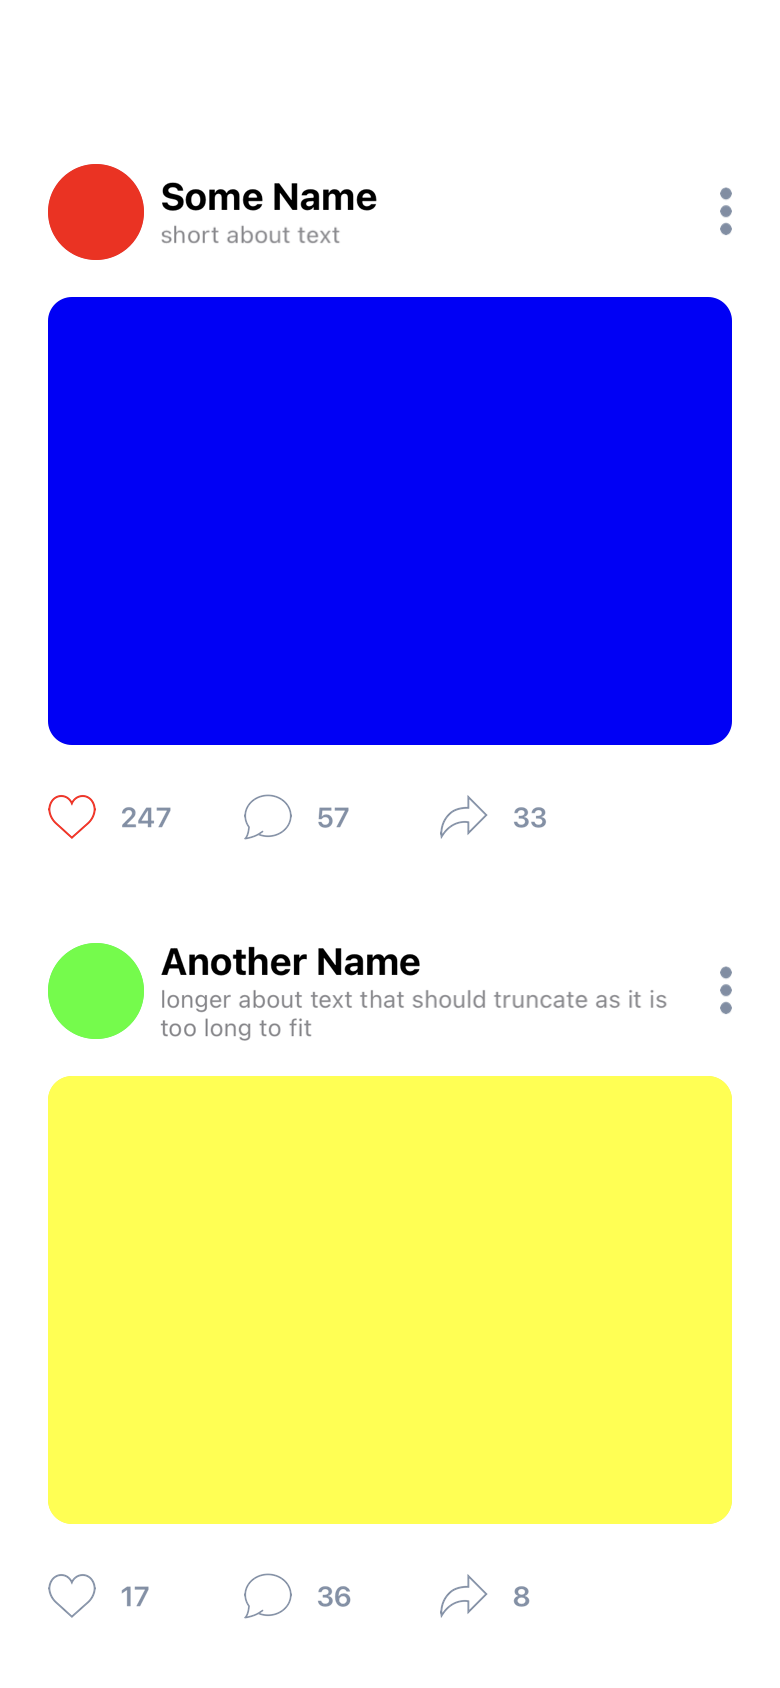 Some Name
short about text
247 57 33
Another Name
longer about text that should truncate as it is
too long to fit
17 36 8